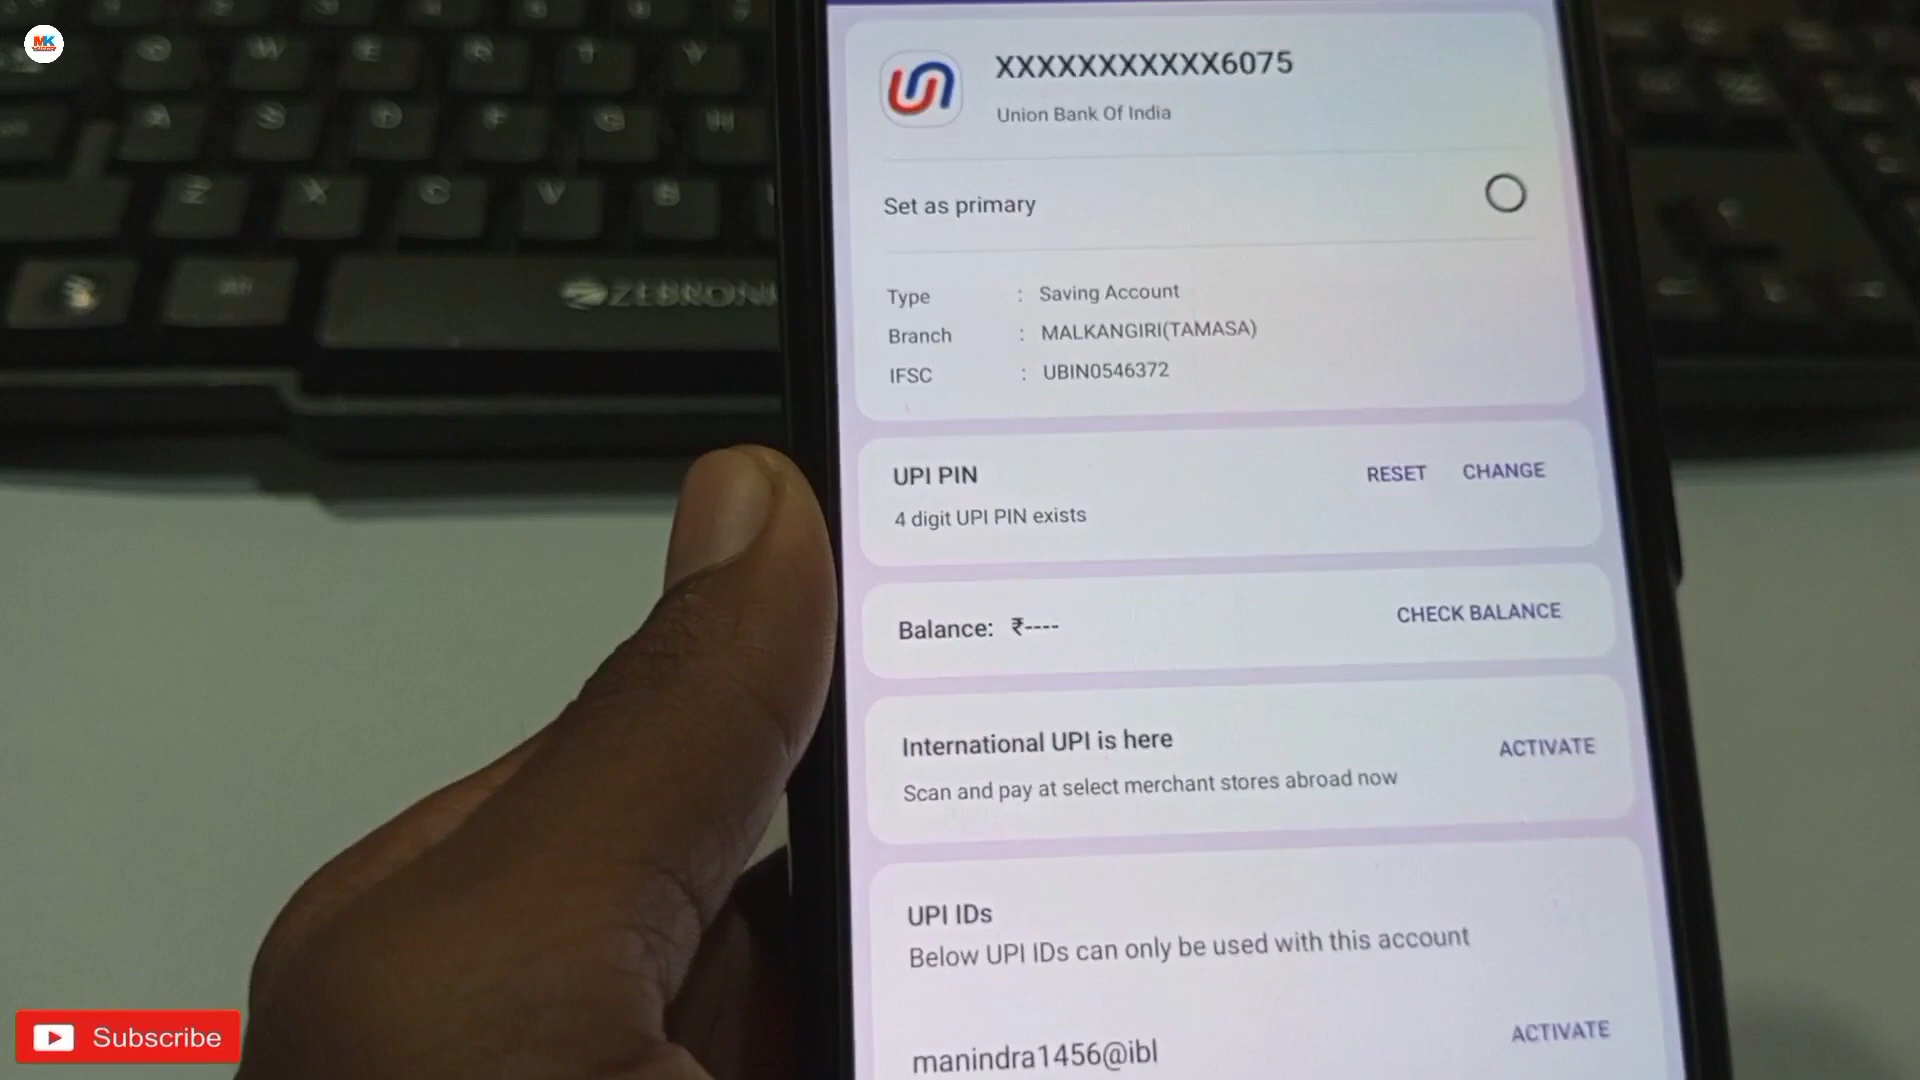 MK
W E R T Y
A S D F G H
Z X C V B
Alt
ZEBRONI
XXXXXXXXXXX6075
Union Bank Of India
Set as primary
Type : Saving Account
Branch : MALKANGIRI(TAMASA)
IFSC : UBIN0546372
UPI PIN RESET CHANGE
4 digit UPI PIN exists
Balance: ₹---- CHECK BALANCE
International UPI is here ACTIVATE
Scan and pay at select merchant stores abroad now
UPI IDs
Below UPI IDs can only be used with this account
manindra1456@ibl ACTIVATE
Subscribe